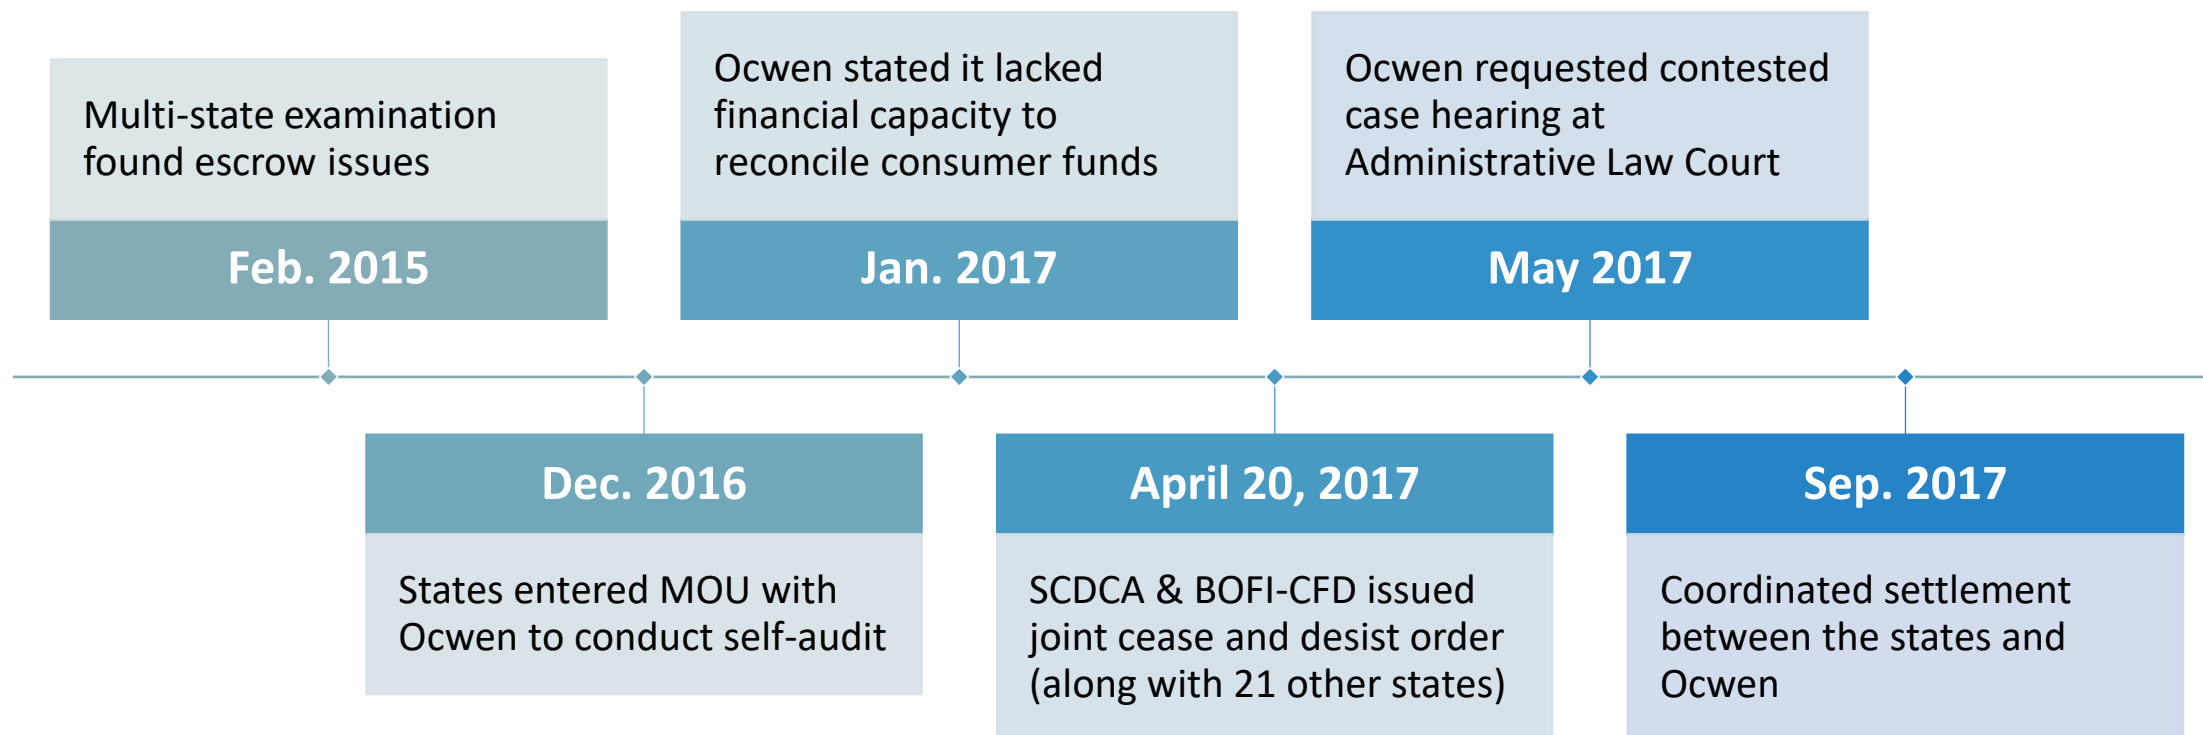 Multi-state examination
found escrow issues
Feb. 2015
Dec. 2016
States entered MOU with
Ocwen to conduct self-audit
Ocwen stated it lacked
financial capacity to
reconcile consumer funds
Jan. 2017
April 20, 2017
SCDCA & BOFI-CFD issued
joint cease and desist order
(along with 21 other states)
Ocwen requested contested
case hearing at
Administrative Law Court
May 2017
Sep. 2017
Coordinated settlement
between the states and
Ocwen